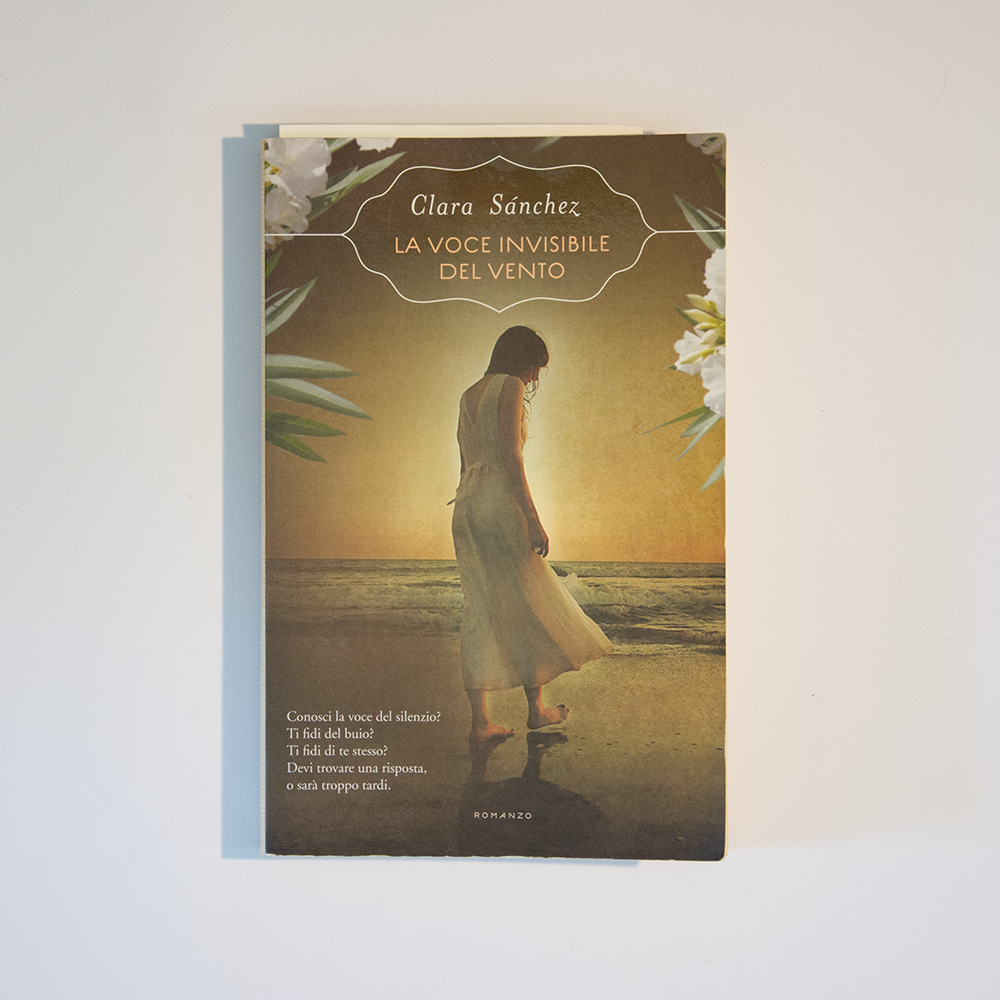 Clara Sánchez
LA VOCE INVISIBILE
DEL VENTO
Conosci la voce del silenzio?
Ti fidi del buio?
Ti fidi di te stesso?
Devi trovare una risposta,
o sarà troppo tardi.
ROMANZO